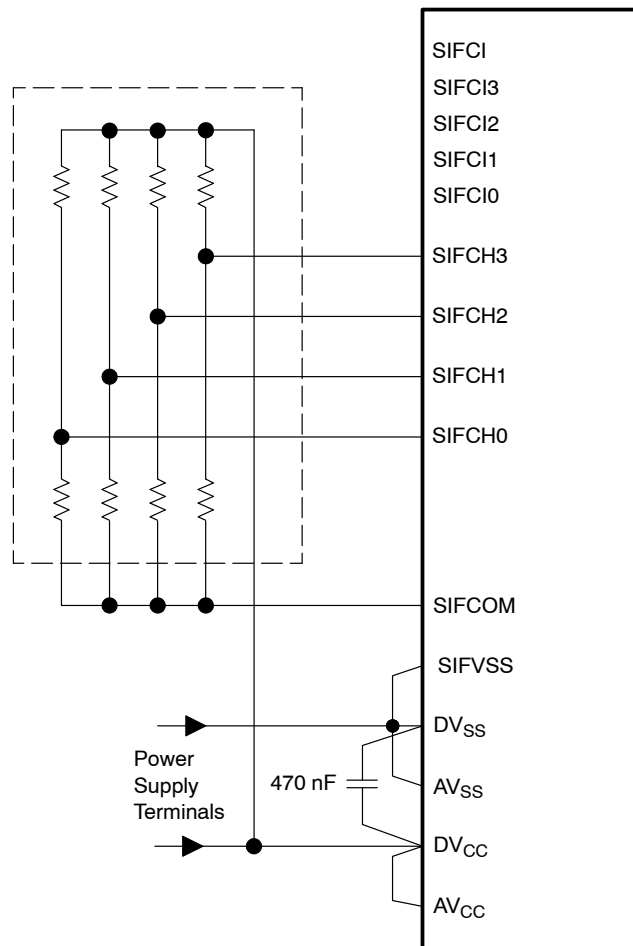 SIFCI
SIFCI3
SIFCI2
SIFCI1
SIFCI0
SIFCH3
SIFCH2
SIFCH1
SIFCH0
SIFCOM
SIFVSS
DVSS
Power
Supply
Terminals
470 nF
AVSS
DVCC
AVCC